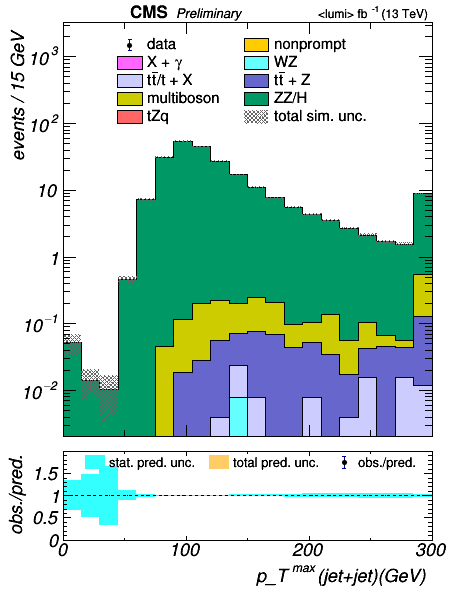 CMS Preliminary <lumi> fb⁻¹ (13 TeV)
events / 15 GeV
data nonprompt
X + γ WZ
tt̄/t + X tt̄ + Z
multiboson ZZ/H
tZq total sim. unc.
10³
10²
10
1
10⁻¹
10⁻²
obs./pred.
stat. pred. unc. total pred. unc. obs./pred.
1.5
1
0.5
0
0 100 200 300
p_T^max (jet+jet)(GeV)